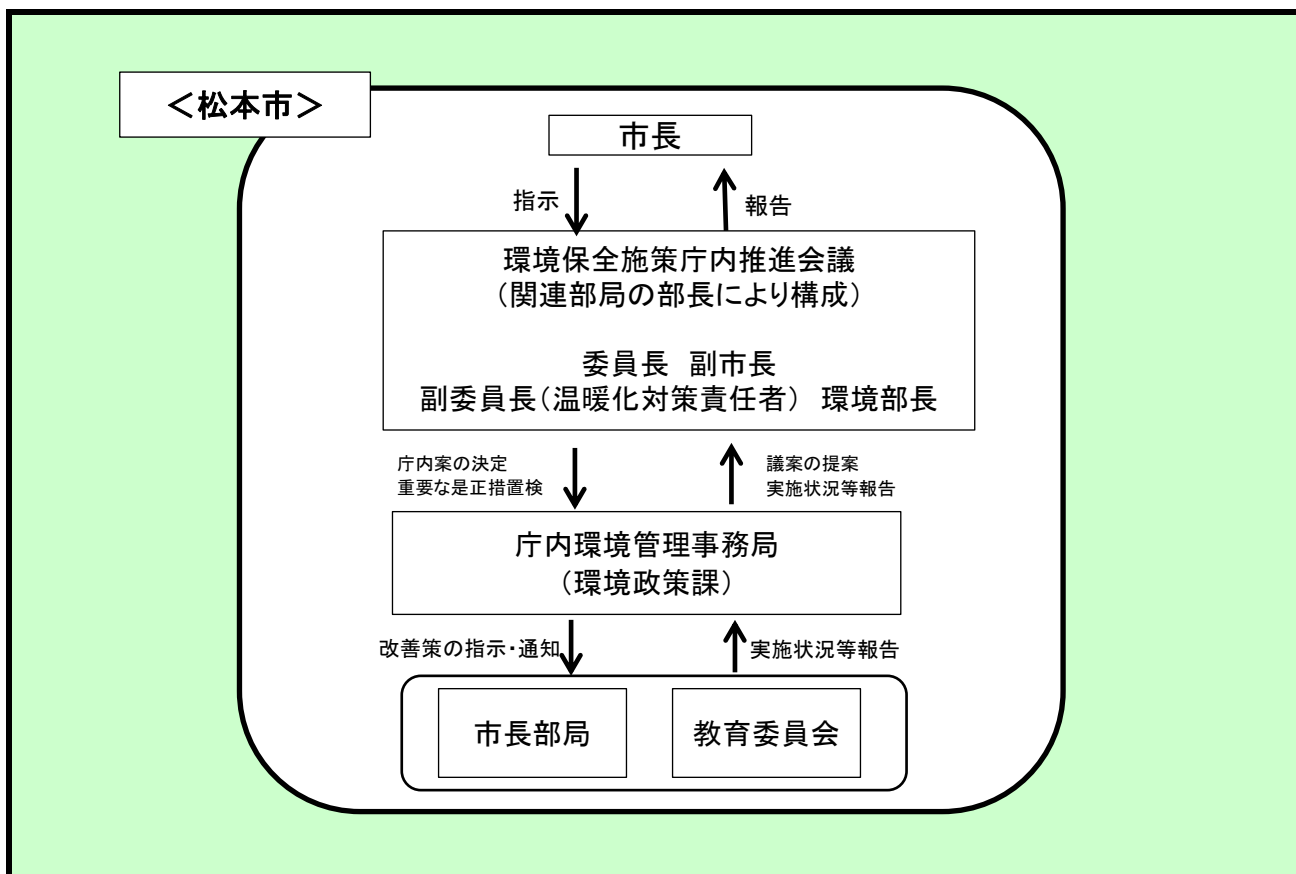 ＜松本市＞
市長
指示
報告
環境保全施策庁内推進会議
（関連部局の部長により構成）
委員長　副市長
副委員長（温暖化対策責任者）　環境部長
庁内案の決定
重要な是正措置検
議案の提案
実施状況等報告
庁内環境管理事務局
（環境政策課）
改善策の指示・通知
実施状況等報告
市長部局
教育委員会